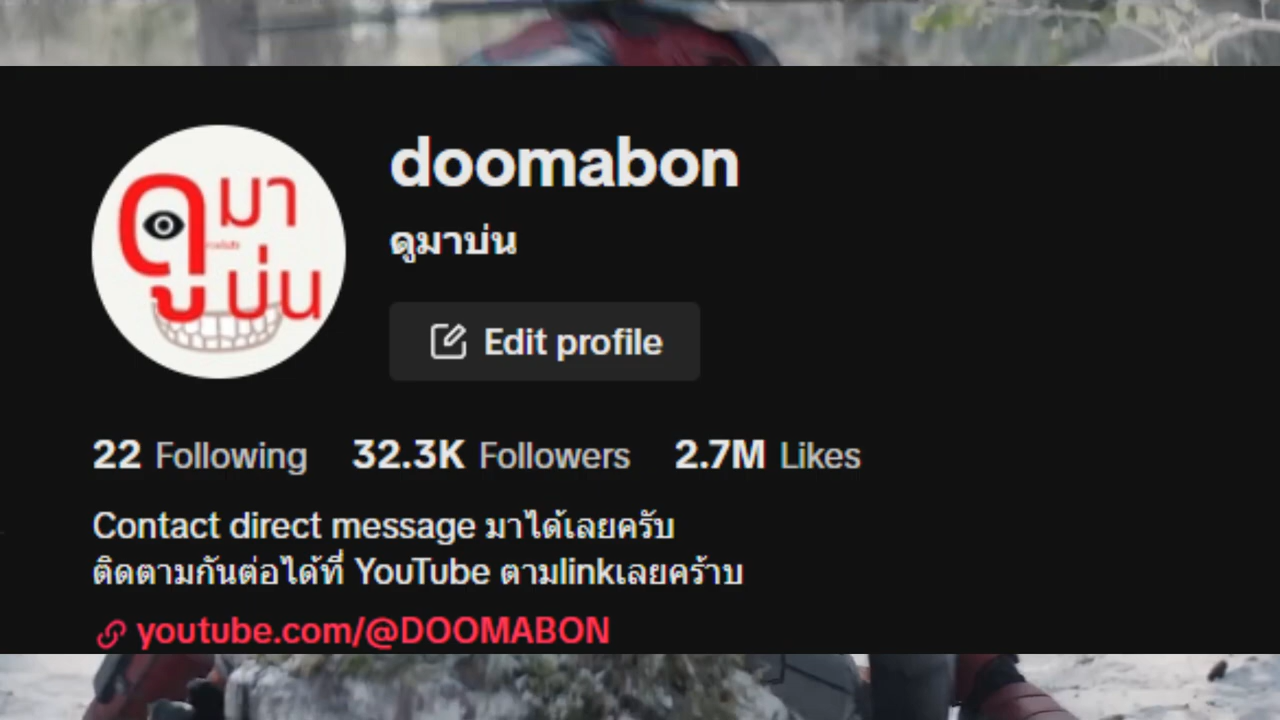 ดูมา
บ่น
doomabon
ดูมาบ่น
Edit profile
22 Following 32.3K Followers 2.7M Likes
Contact direct message มาได้เลยครับ
ติดตามกันต่อได้ที่ YouTube ตามlinkเลยคร้าบ
youtube.com/@DOOMABON